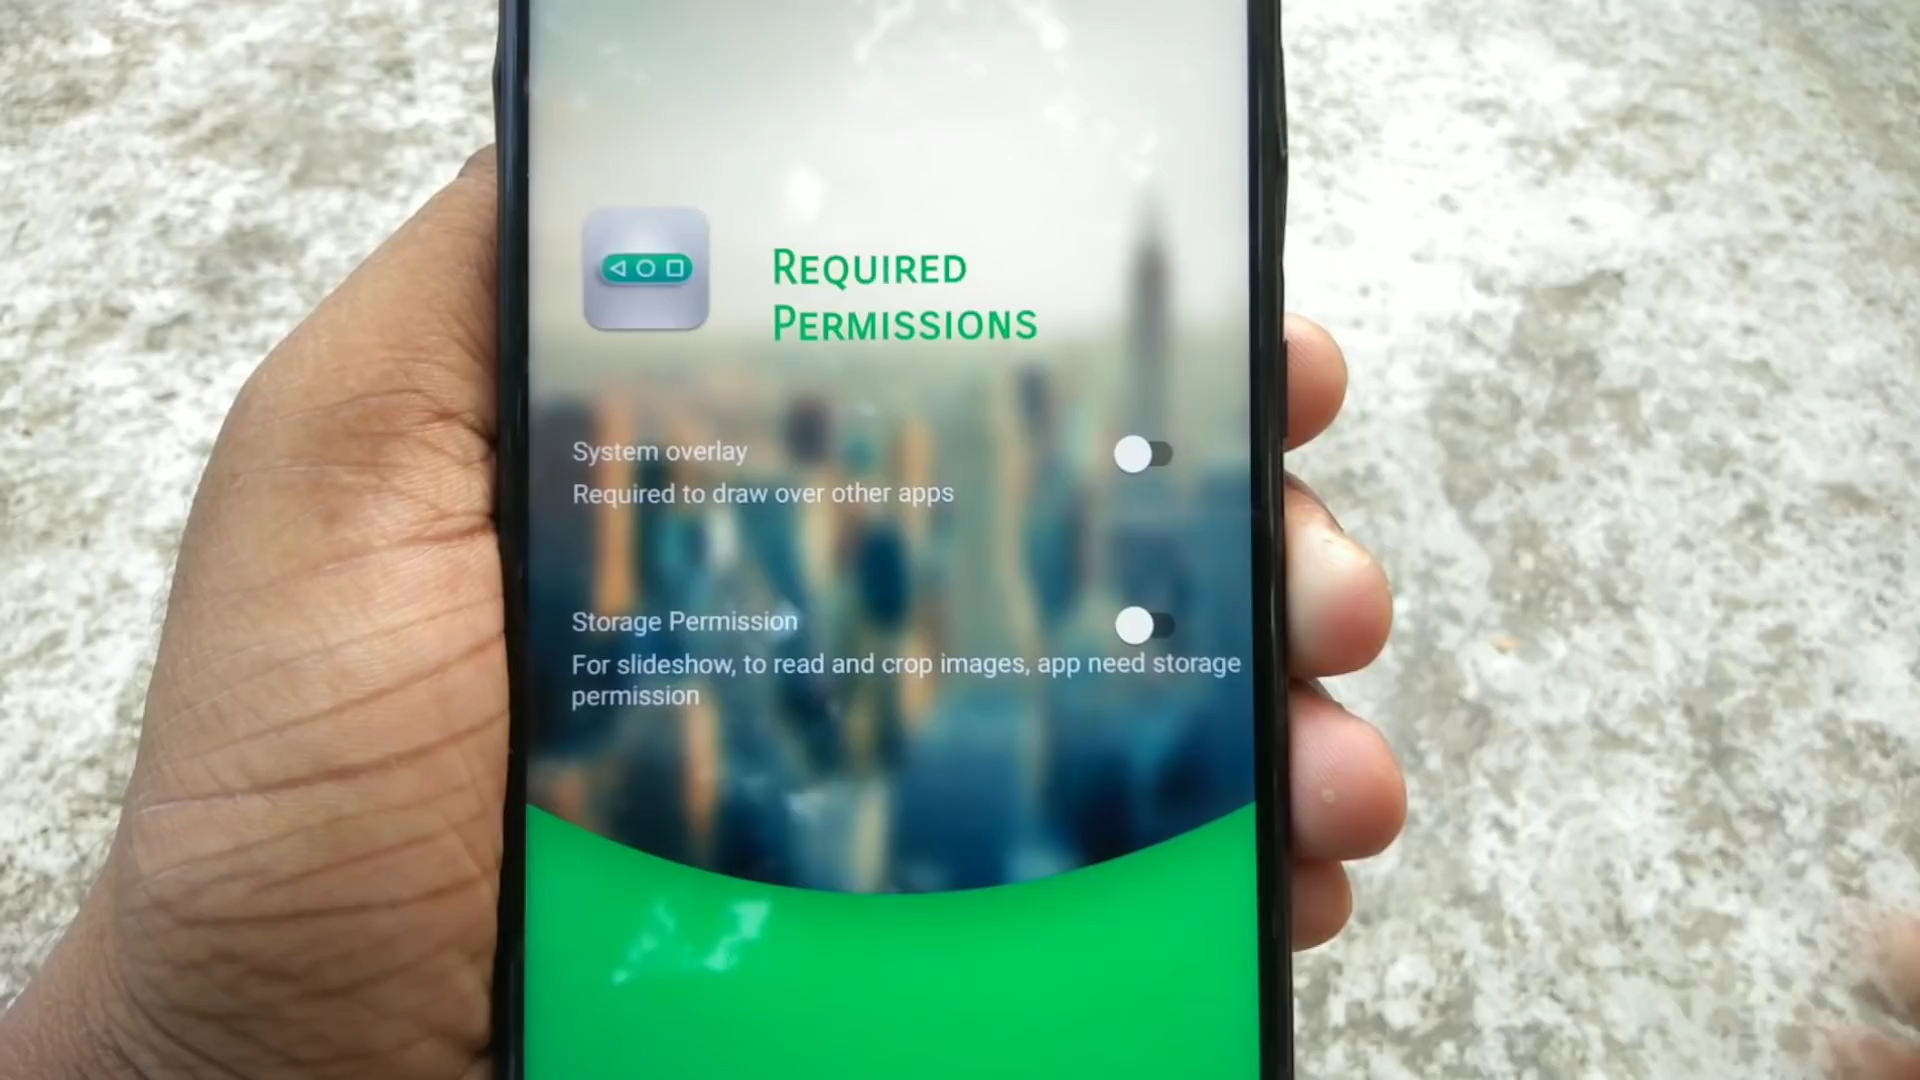 REQUIRED
PERMISSIONS
System overlay
Required to draw over other apps
Storage Permission
For slideshow, to read and crop images, app need storage
permission